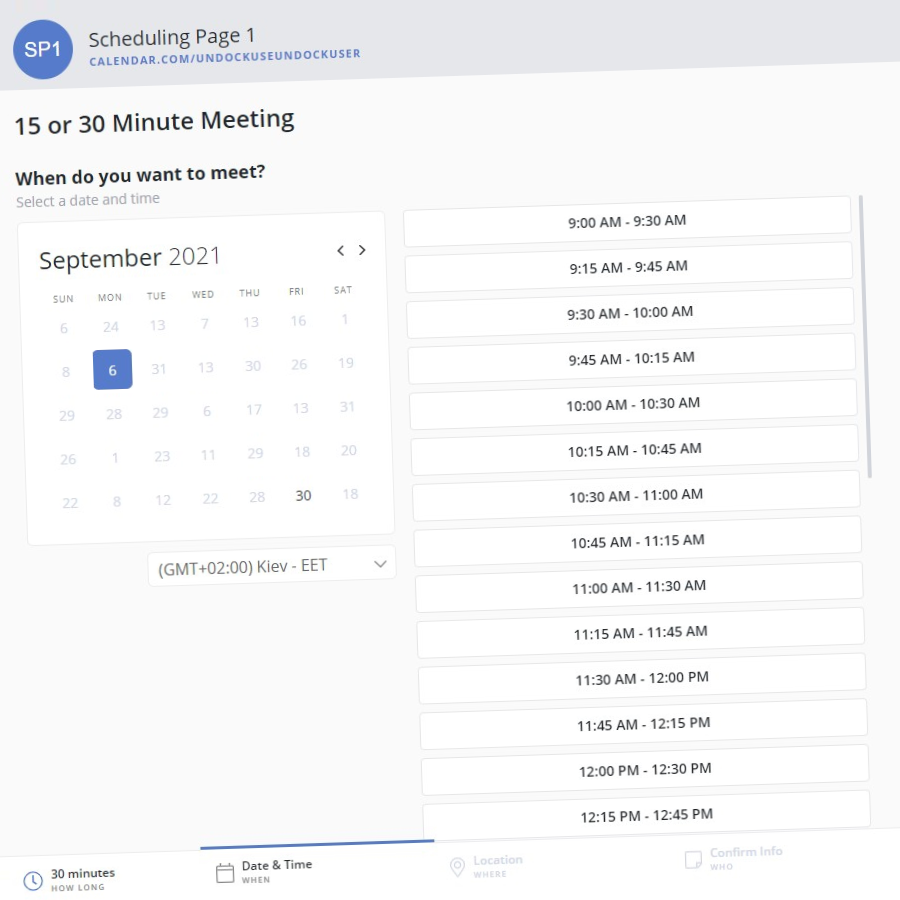 SP1
Scheduling Page 1
CALENDAR.COM/UNDOCKUSEUNDOCKUSER
15 or 30 Minute Meeting
When do you want to meet?
Select a date and time
September 2021
SUN MON TUE WED THU FRI SAT
6 24 13 7 13 16 1
8 6 31 13 30 26 19
29 28 29 6 17 13 31
26 1 23 11 29 18 20
22 8 12 22 28 30 18
(GMT+02:00) Kiev - EET
9:00 AM - 9:30 AM
9:15 AM - 9:45 AM
9:30 AM - 10:00 AM
9:45 AM - 10:15 AM
10:00 AM - 10:30 AM
10:15 AM - 10:45 AM
10:30 AM - 11:00 AM
10:45 AM - 11:15 AM
11:00 AM - 11:30 AM
11:15 AM - 11:45 AM
11:30 AM - 12:00 PM
11:45 AM - 12:15 PM
12:00 PM - 12:30 PM
12:15 PM - 12:45 PM
30 minutes
HOW LONG
Date & Time
WHEN
Location
WHERE
Confirm Info
WHO